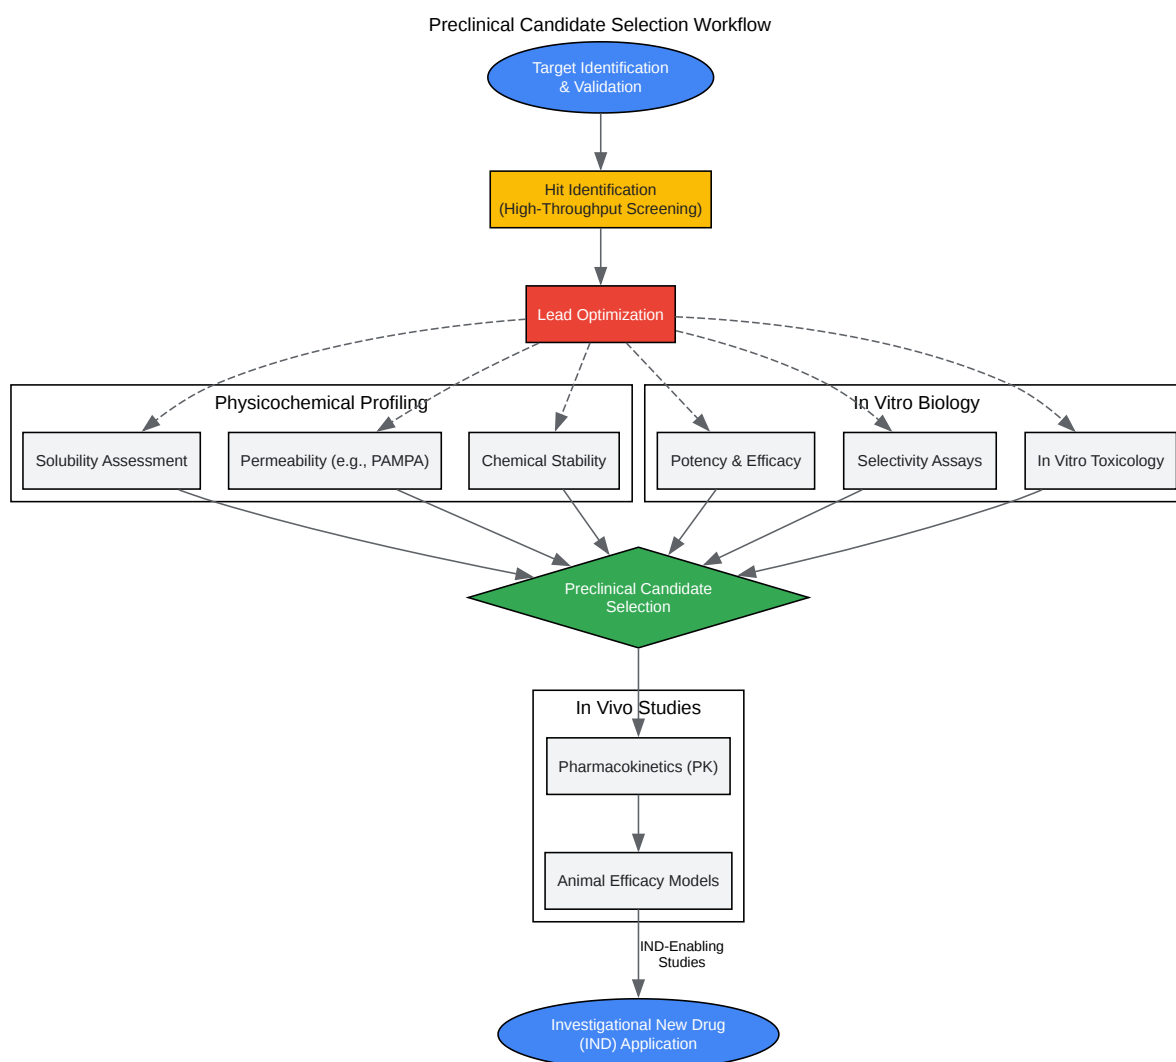 Preclinical Candidate Selection Workflow
Target Identification
& Validation
Hit Identification
(High-Throughput Screening)
Lead Optimization
Physicochemical Profiling
In Vitro Biology
Solubility Assessment
Permeability (e.g., PAMPA)
Chemical Stability
Potency & Efficacy
Selectivity Assays
In Vitro Toxicology
Preclinical Candidate
Selection
In Vivo Studies
Pharmacokinetics (PK)
Animal Efficacy Models
IND-Enabling
Studies
Investigational New Drug
(IND) Application